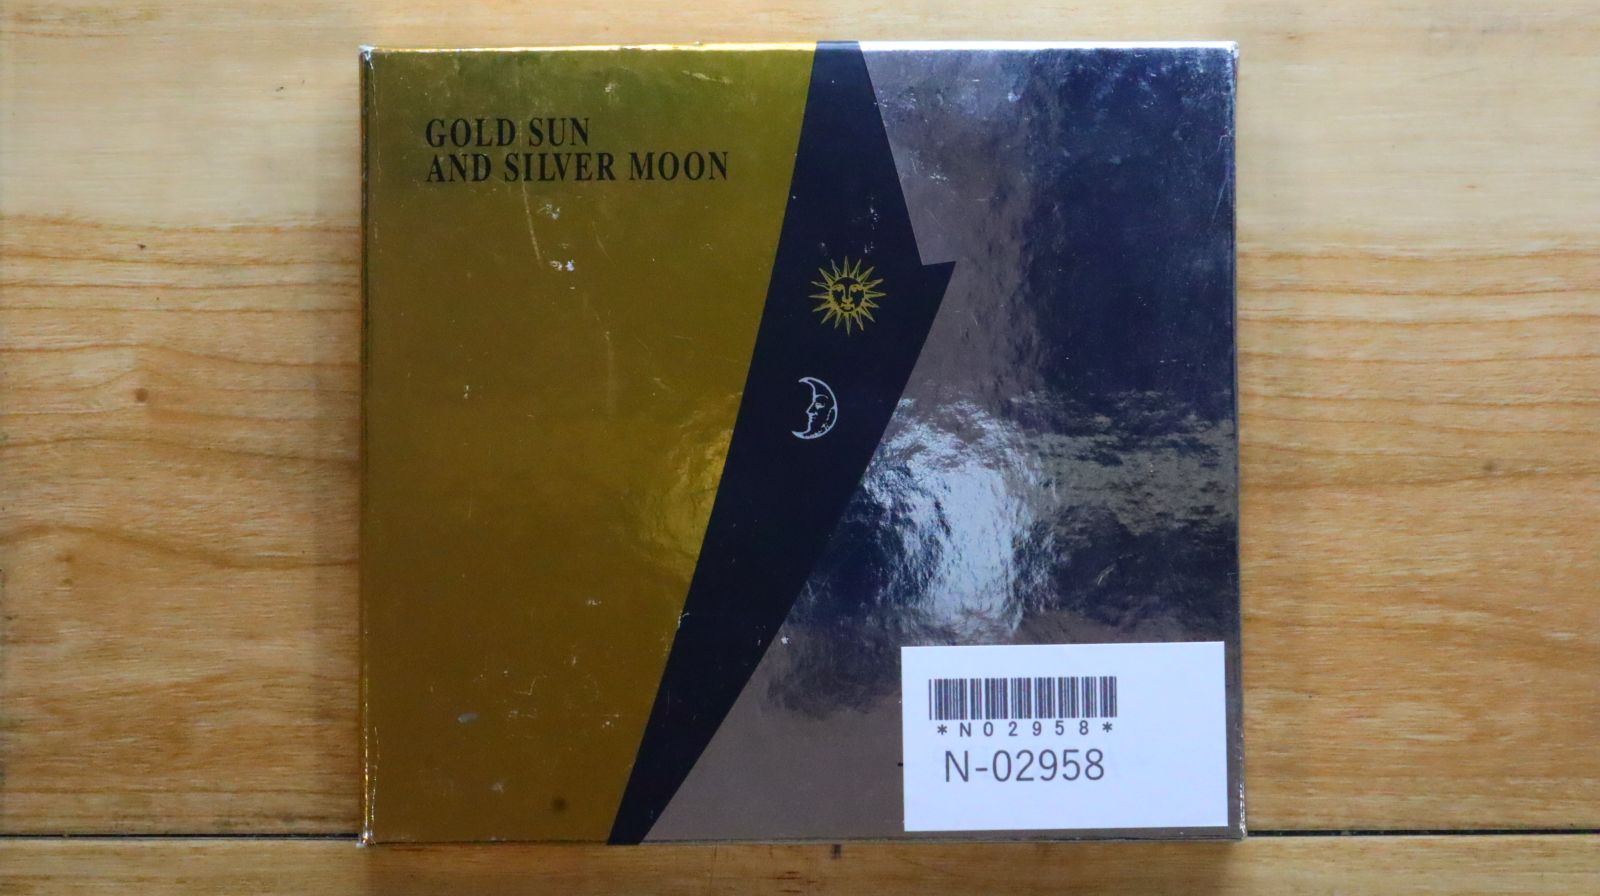 GOLD SUN
AND SILVER MOON
*N02958*
N-02958